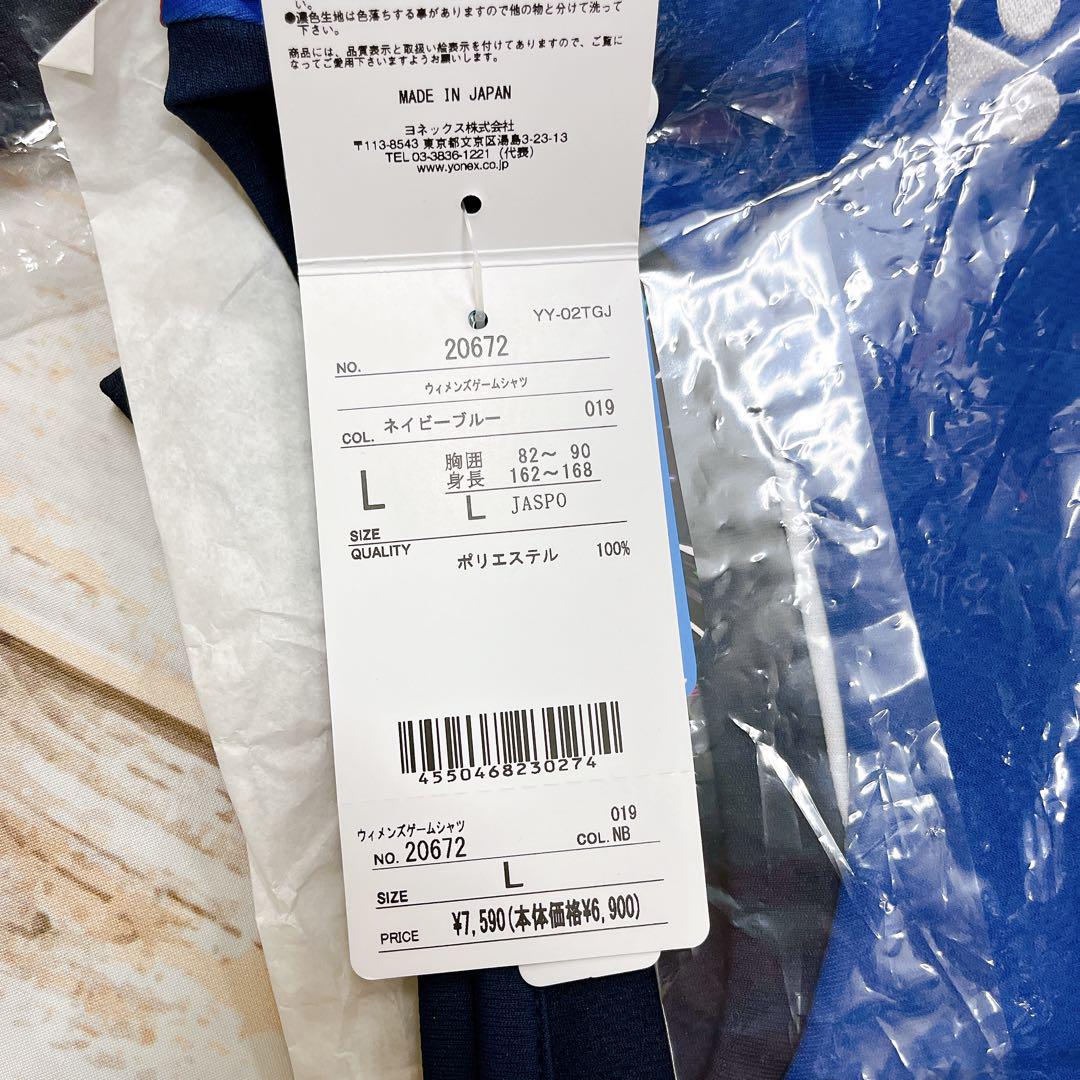 い。
●濃色生地は色落ちする事がありますので他の物と分けて洗って
下さい。
商品には、品質表示と取扱い絵表示を付けてありますので、ご覧に
なってご愛用下さいますようお願いします。
MADE IN JAPAN
ヨネックス株式会社
〒113-8543 東京都文京区湯島3-23-13
TEL 03-3836-1221（代表）
www.yonex.co.jp
YY-02TGJ
NO. 20672
ウィメンズゲームシャツ
COL. ネイビーブルー 019
胸囲 82～ 90
身長 162～168
L L JASPO
SIZE
QUALITY ポリエステル 100%
4550468230274
ウィメンズゲームシャツ 019
NO. 20672 COL. NB
SIZE L
PRICE ¥7,590(本体価格¥6,900)